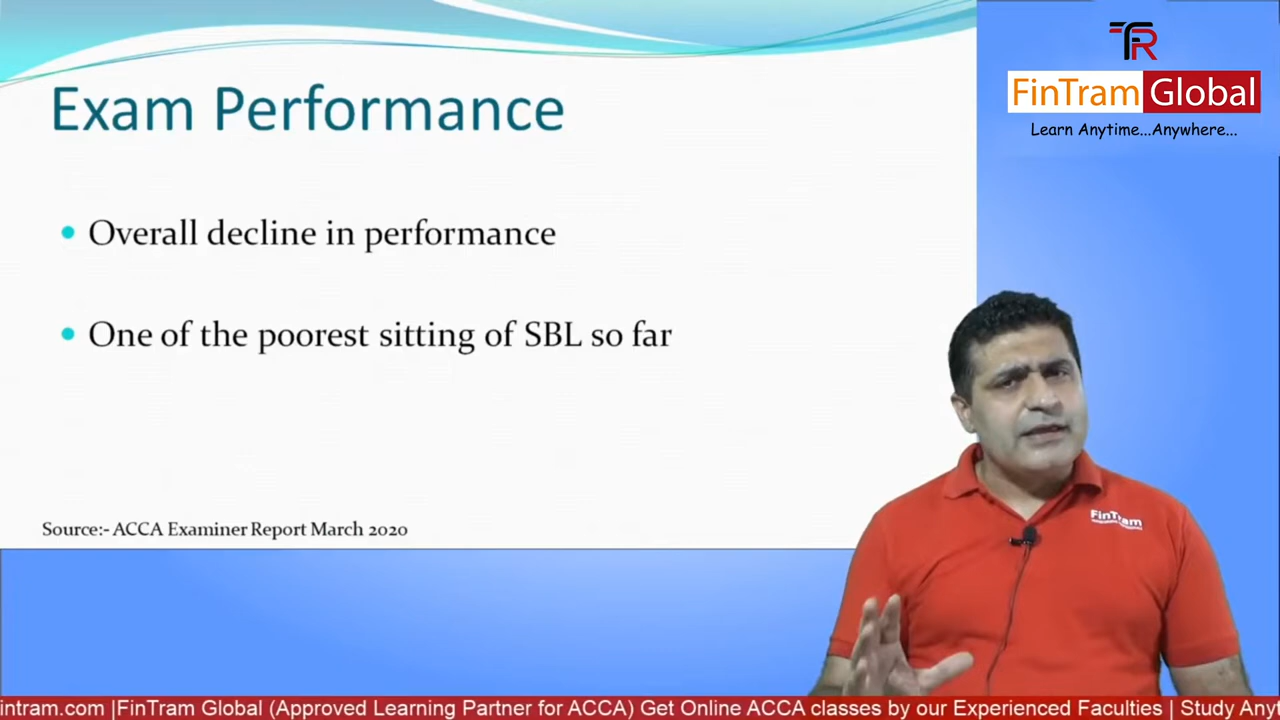 Exam Performance
• Overall decline in performance
• One of the poorest sitting of SBL so far
Source:- ACCA Examiner Report March 2020
FR
FinTram Global
Learn Anytime...Anywhere...
FinTram
intram.com |FinTram Global (Approved Learning Partner for ACCA) Get Online ACCA classes by our Experienced Faculties | Study Any